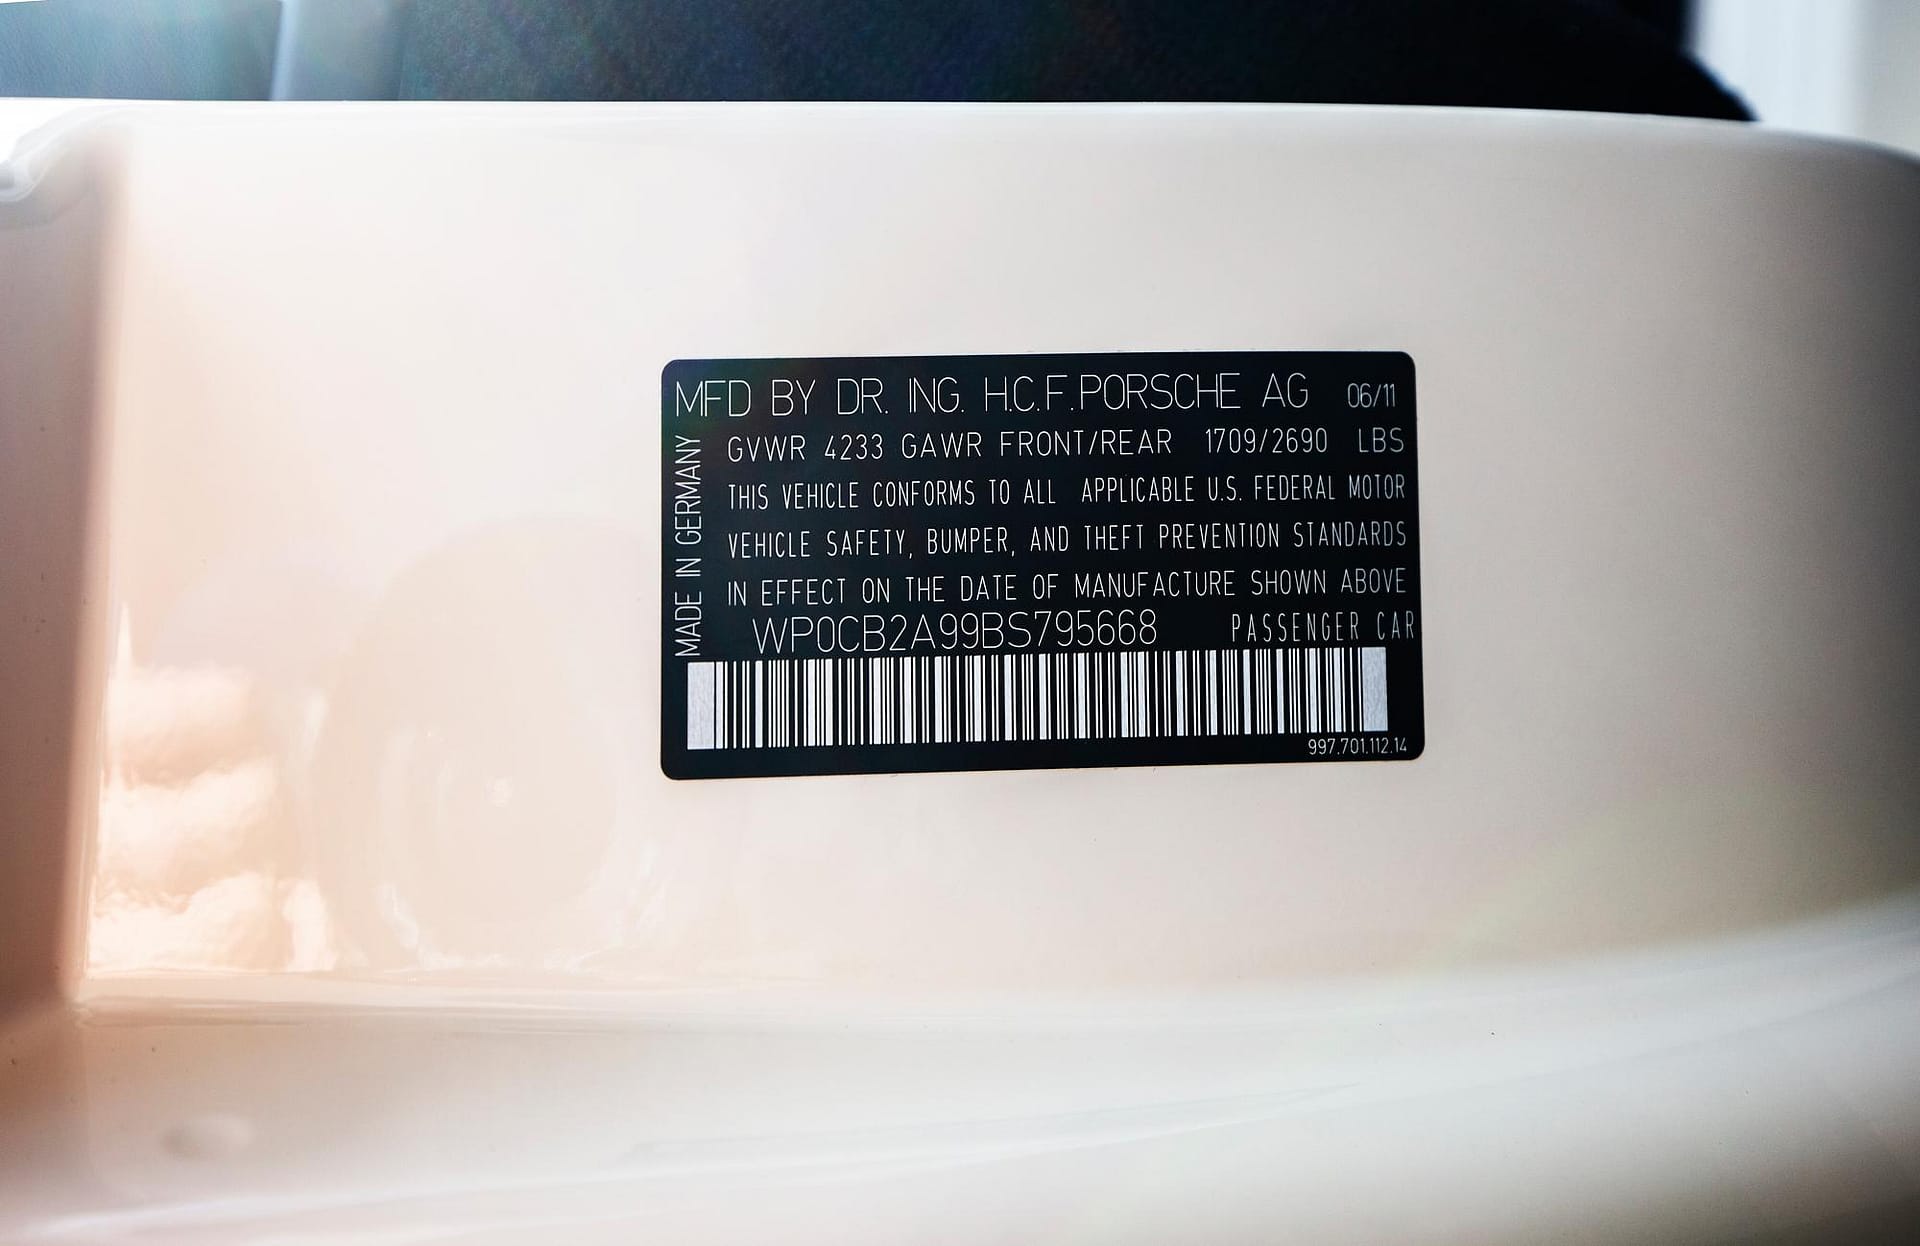 MFD BY DR. ING. H.C.F.PORSCHE AG 06/11
GVWR 4233 GAWR FRONT/REAR 1709/2690 LBS
THIS VEHICLE CONFORMS TO ALL APPLICABLE U.S. FEDERAL MOTOR
VEHICLE SAFETY, BUMPER, AND THEFT PREVENTION STANDARDS
IN EFFECT ON THE DATE OF MANUFACTURE SHOWN ABOVE
WP0CB2A99BS795668 PASSENGER CAR
997.701.112.14
MADE IN GERMANY